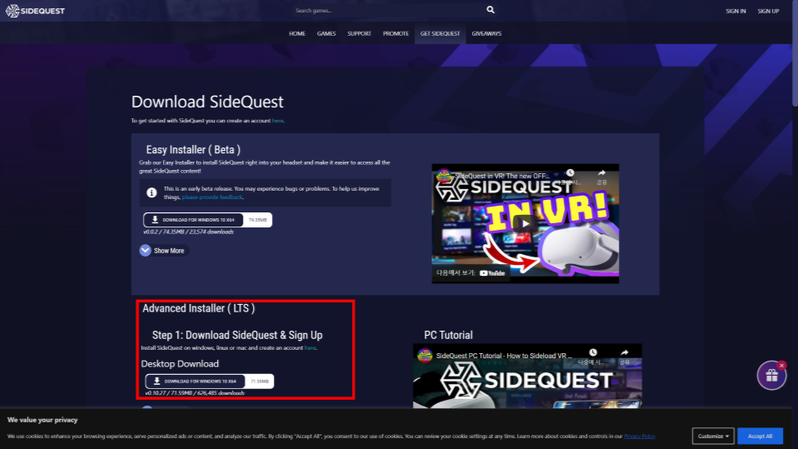 SIDEQUEST
Search games...
SIGN IN
SIGN UP
HOME
GAMES
SUPPORT
PROMOTE
GET SIDEQUEST
GIVEAWAYS
Download SideQuest
To get started with SideQuest you can create an account here.
Easy Installer ( Beta )
Grab our Easy Installer to install SideQuest right into your headset and make it easier to access all the
great SideQuest content!
This is an early beta release. You may experience bugs or problems. To help us improve
things, please provide feedback.
DOWNLOAD FOR WINDOWS 10 X64
74.35MB
v0.0.2 / 74.35MB / 23,574 downloads
Show More
SideQuest in VR! The new OFF...
공유
SIDEQUEST
IN VR!
다음에서 보기:
YouTube
Advanced Installer ( LTS )
Step 1: Download SideQuest & Sign Up
Install SideQuest on windows, linux or mac and create an account here.
Desktop Download
DOWNLOAD FOR WINDOWS 10 X64
71.59MB
v0.10.27 / 71.59MB / 626,485 downloads
PC Tutorial
SideQuest PC Tutorial - How to Sideload VR ...
나중에 시...
공유
SIDEQUEST
We value your privacy
We use cookies to enhance your browsing experience, serve personalized ads or content, and analyze our traffic. By clicking "Accept All", you consent to our use of cookies. You can review your cookie settings at any time. Learn more about cookies and controls in our Privacy Policy
Customize
Accept All